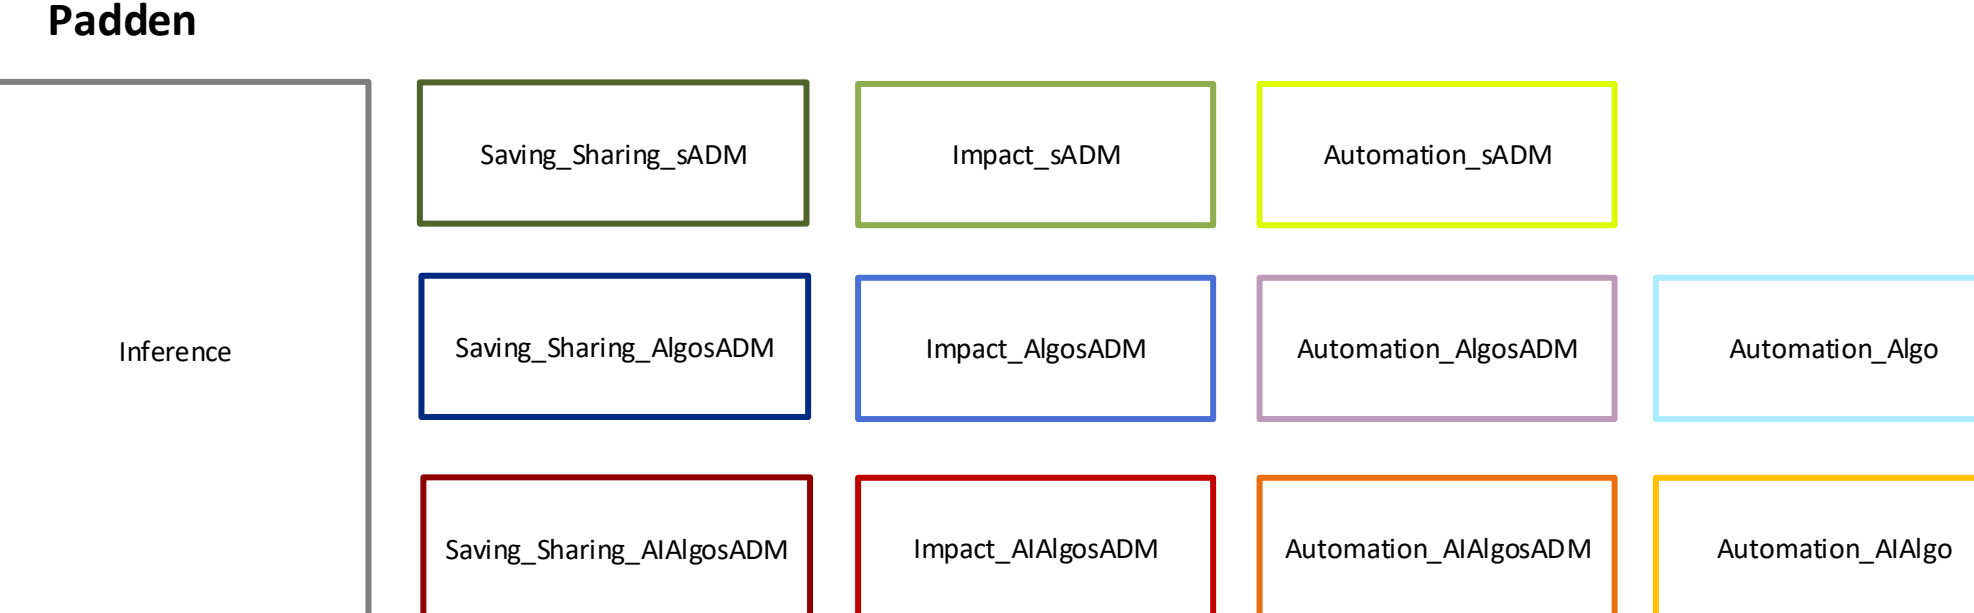 Padden
Saving_Sharing_sADM
Impact_sADM
Automation_sADM
Inference
Saving_Sharing_AlgosADM
Impact_AlgosADM
Automation_AlgosADM
Automation_Algo
Saving_Sharing_AIAlgosADM
Impact_AIAlgosADM
Automation_AIAlgosADM
Automation_AIAlgo